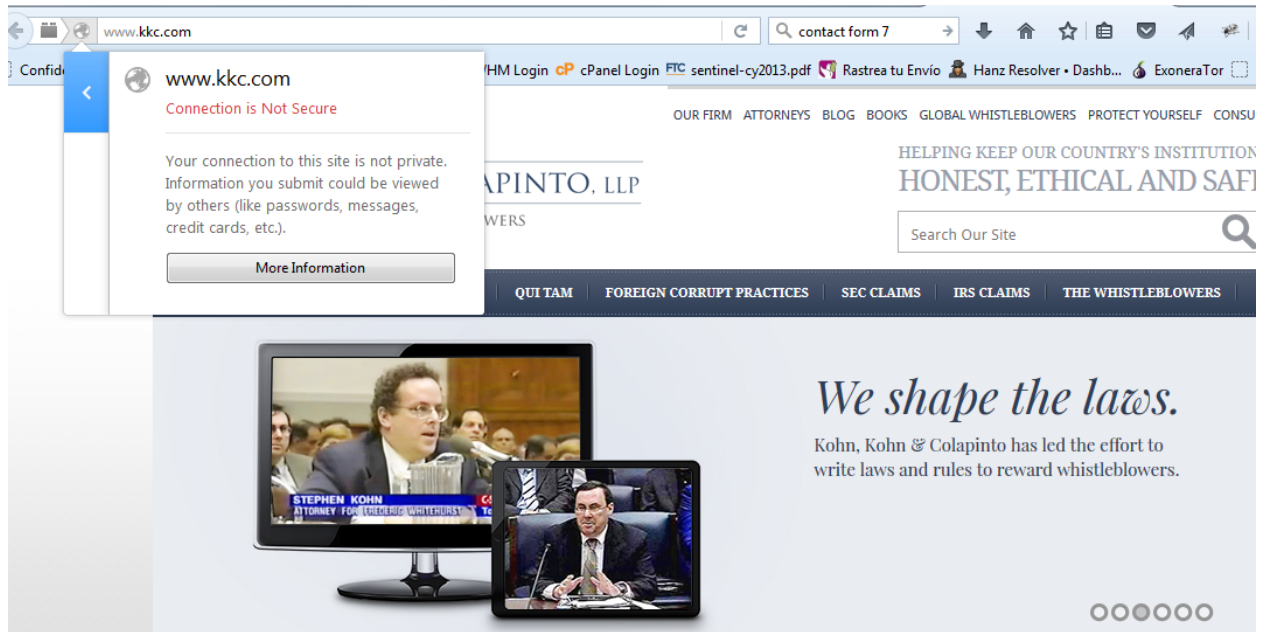 www.kkc.com
contact form 7
Confid
/HM Login cP cPanel Login FTC sentinel-cy2013.pdf Rastrea tu Envío Hanz Resolver • Dashb... ExoneraTor
www.kkc.com
Connection is Not Secure
Your connection to this site is not private.
Information you submit could be viewed
by others (like passwords, messages,
credit cards, etc.).
More Information
OUR FIRM ATTORNEYS BLOG BOOKS GLOBAL WHISTLEBLOWERS PROTECT YOURSELF CONSU
HELPING KEEP OUR COUNTRY'S INSTITUTION
HONEST, ETHICAL AND SAFE
APINTO, LLP
WERS
Search Our Site
QUI TAM FOREIGN CORRUPT PRACTICES SEC CLAIMS IRS CLAIMS THE WHISTLEBLOWERS
We shape the laws.
Kohn, Kohn & Colapinto has led the effort to
write laws and rules to reward whistleblowers.
STEPHEN KOHN
ATTORNEY FOR FREDERIC WHITEHURST